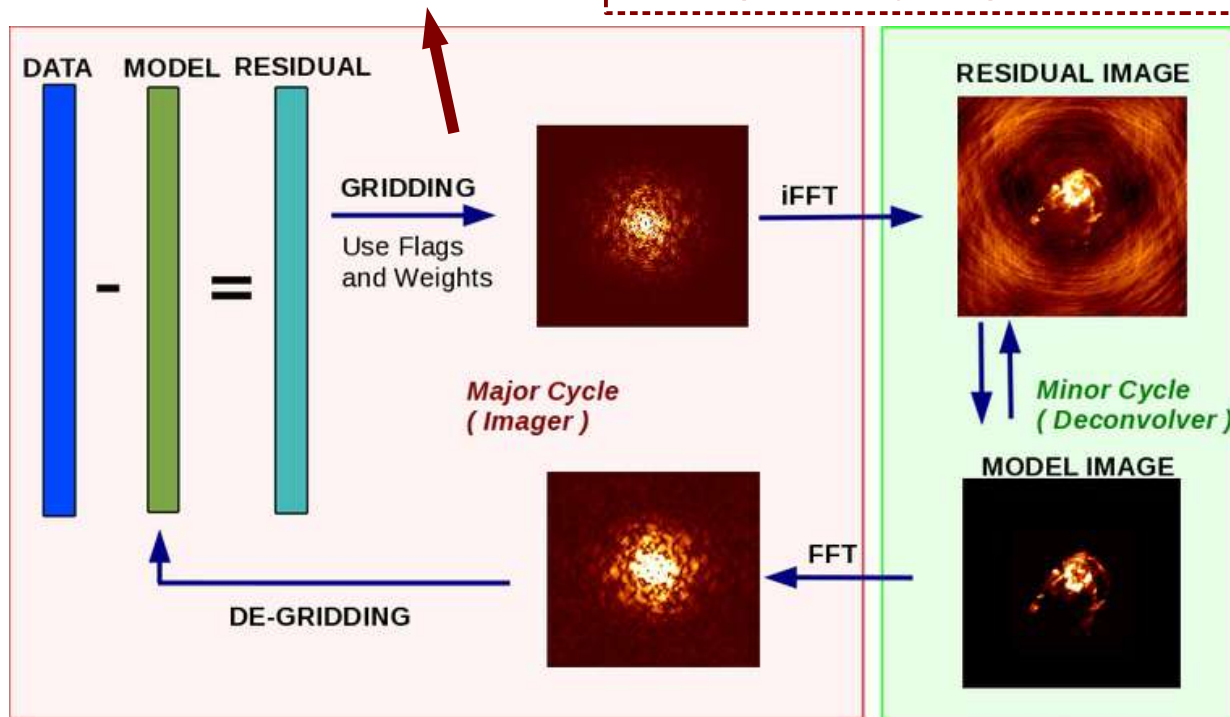 DATA MODEL RESIDUAL
-
=
GRIDDING
Use Flags
and Weights
iFFT
RESIDUAL IMAGE
Major Cycle
( Imager )
Minor Cycle
( Deconvolver )
MODEL IMAGE
FFT
DE-GRIDDING